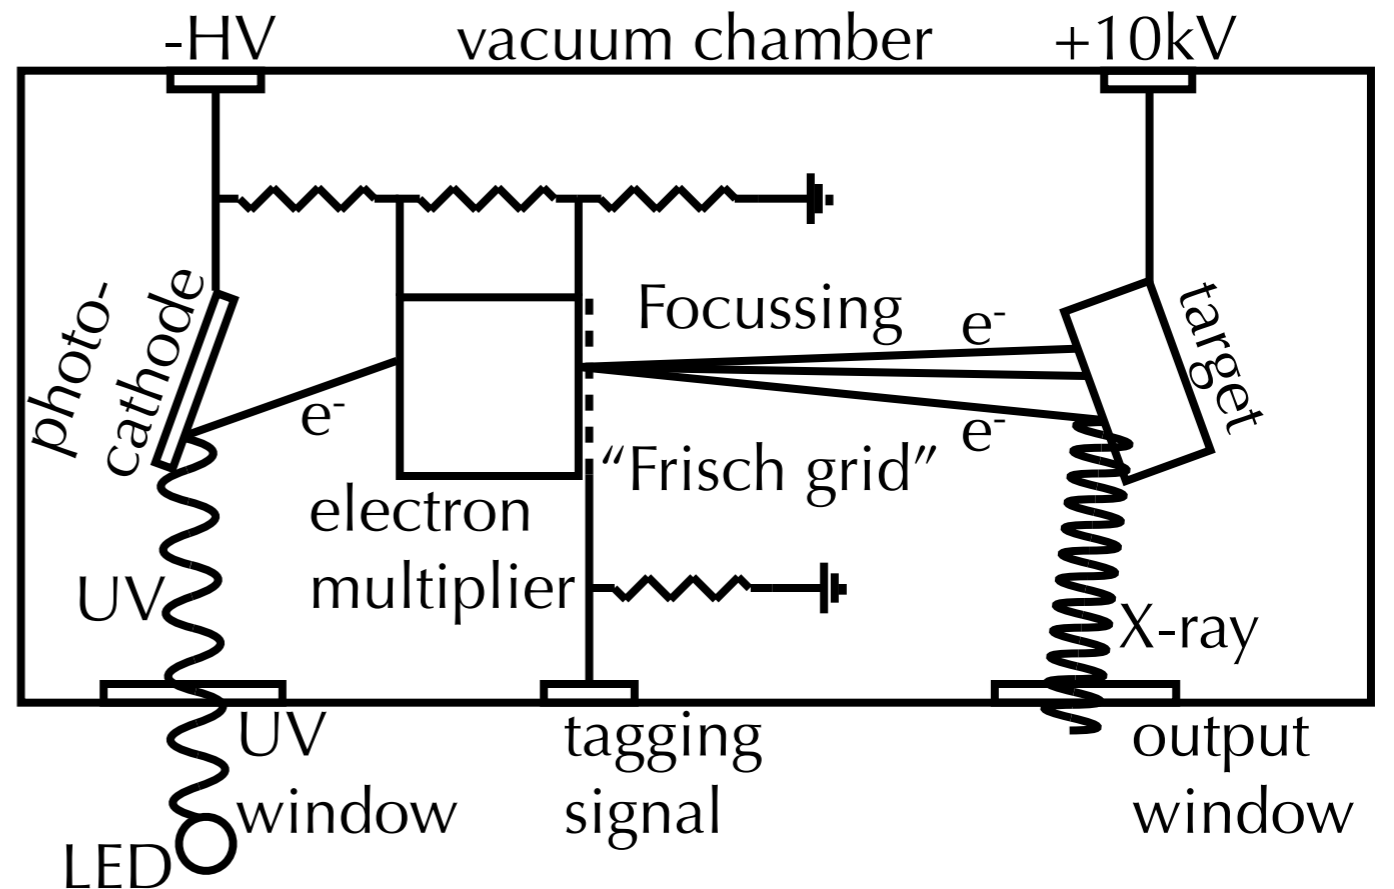 -HV
vacuum chamber
+10kV
photo-
cathode
Focussing
e-
target
e-
e-
"Frisch grid"
electron
multiplier
UV
X-ray
UV
window
tagging
signal
output
window
LED